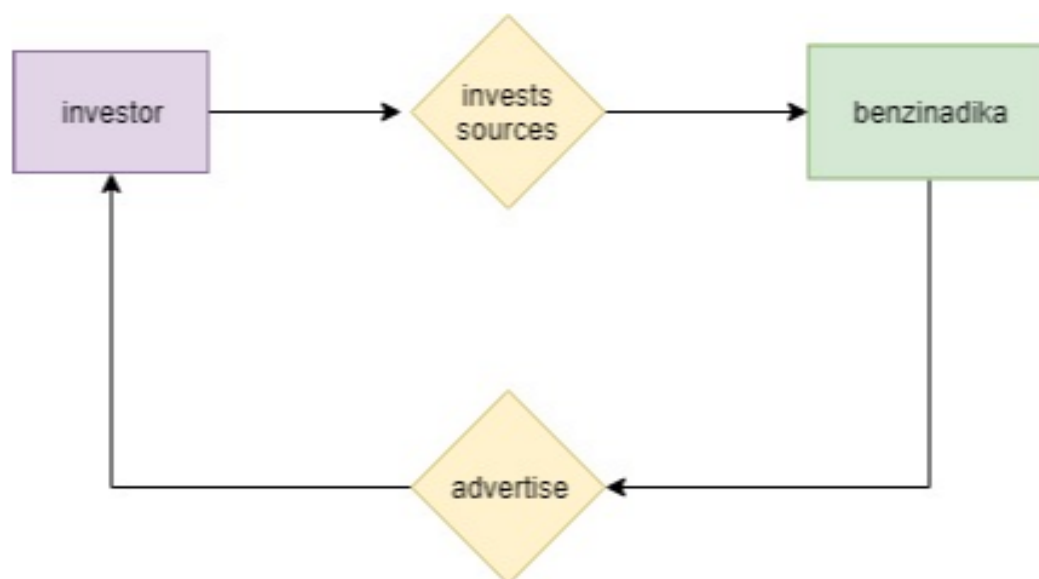 investor
invests
sources
benzinadika
advertise